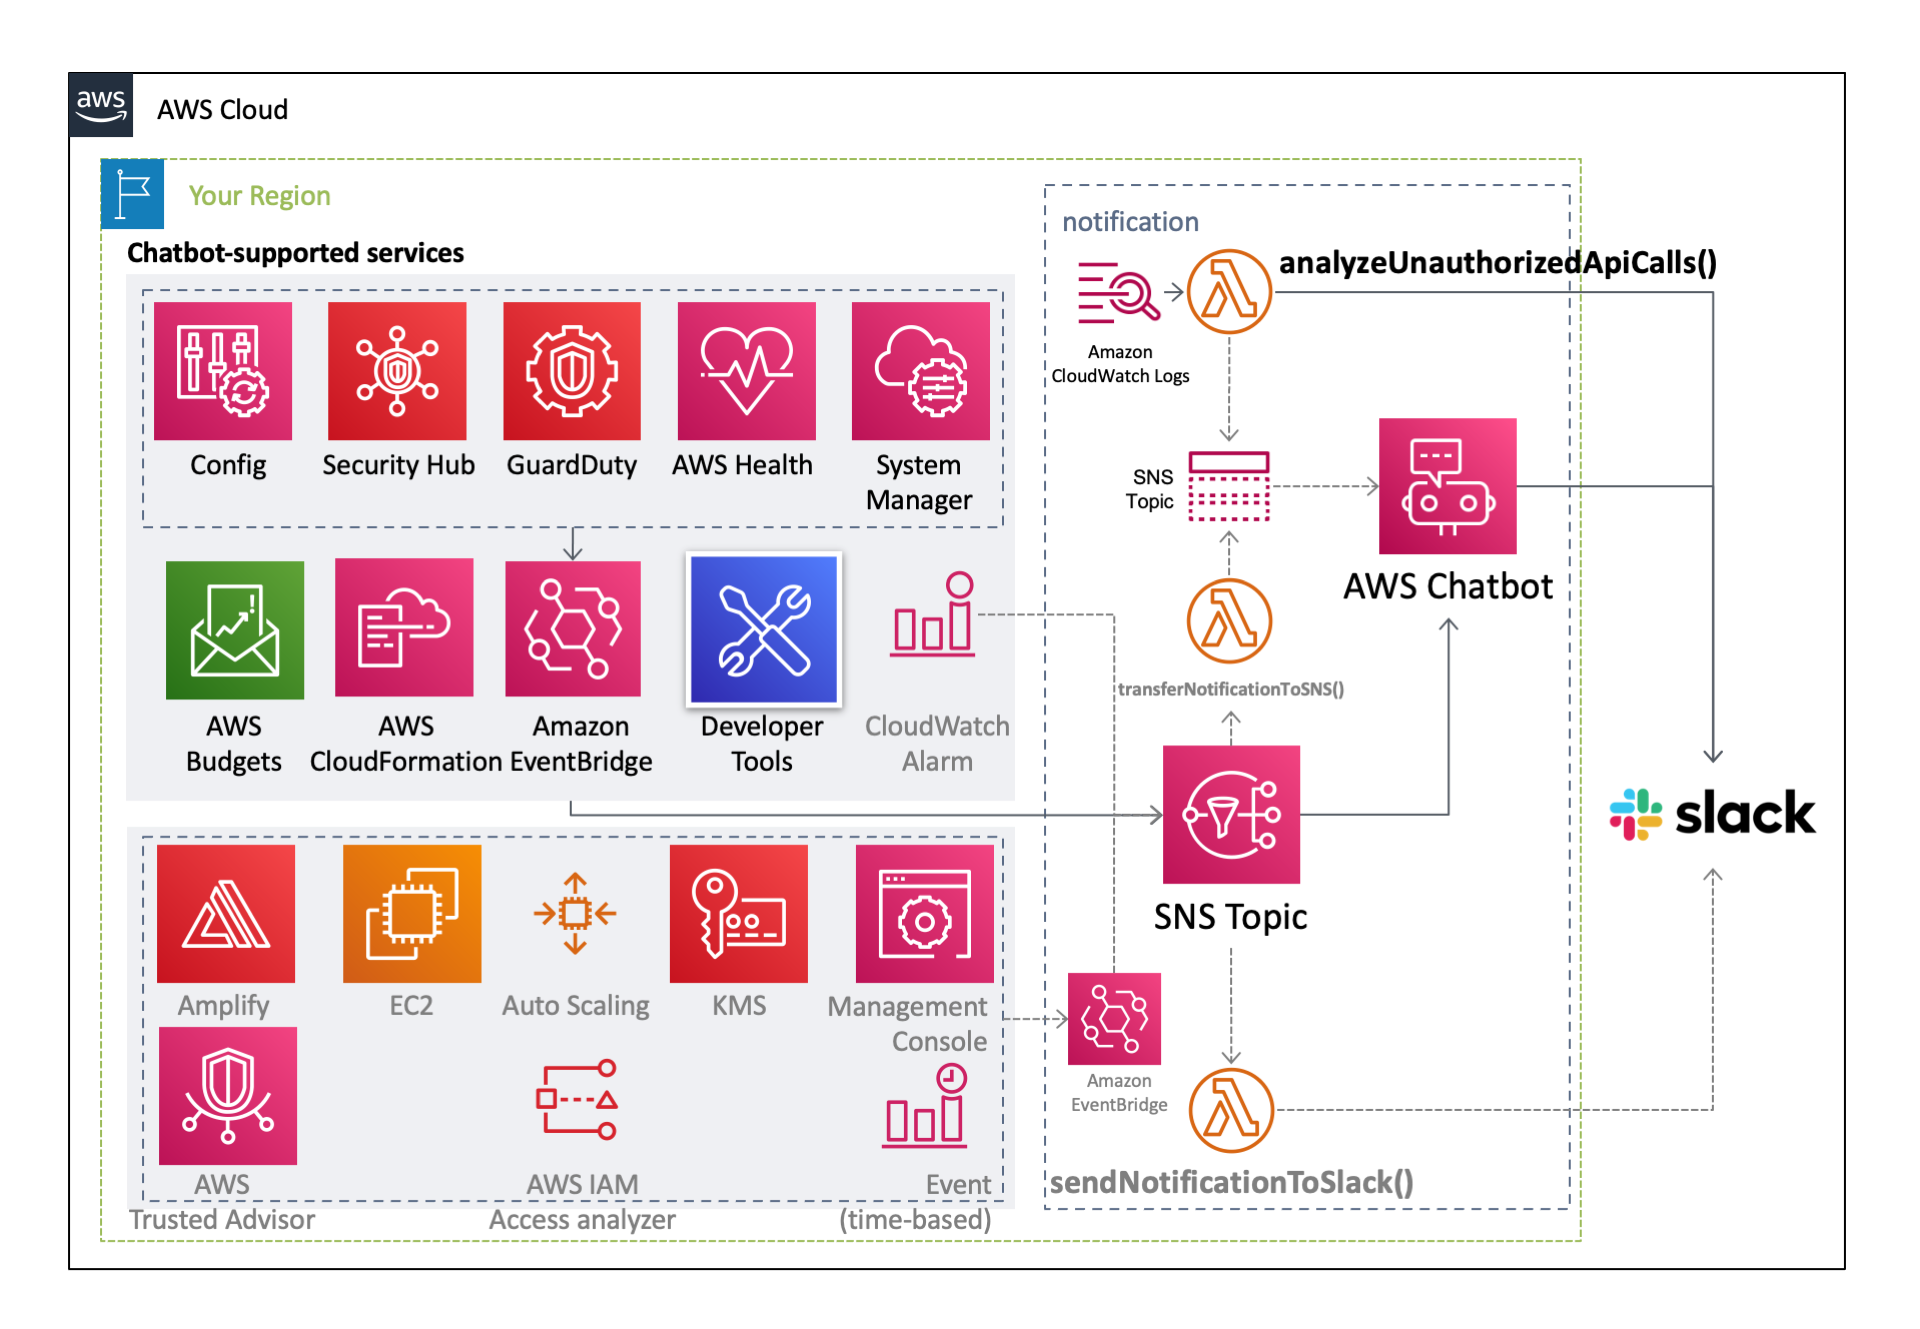 aws
AWS Cloud
Your Region
notification
Chatbot-supported services
analyzeUnauthorizedApiCalls()
Amazon
CloudWatch Logs
Config
Security Hub
GuardDuty
AWS Health
System
Manager
SNS
Topic
AWS Chatbot
transferNotificationToSNS()
AWS
Budgets
AWS
CloudFormation
Amazon
EventBridge
Developer
Tools
CloudWatch
Alarm
slack
SNS Topic
Amplify
EC2
Auto Scaling
KMS
Management
Console
Amazon
EventBridge
AWS
Trusted Advisor
AWS IAM
Access analyzer
Event
(time-based)
sendNotificationToSlack()